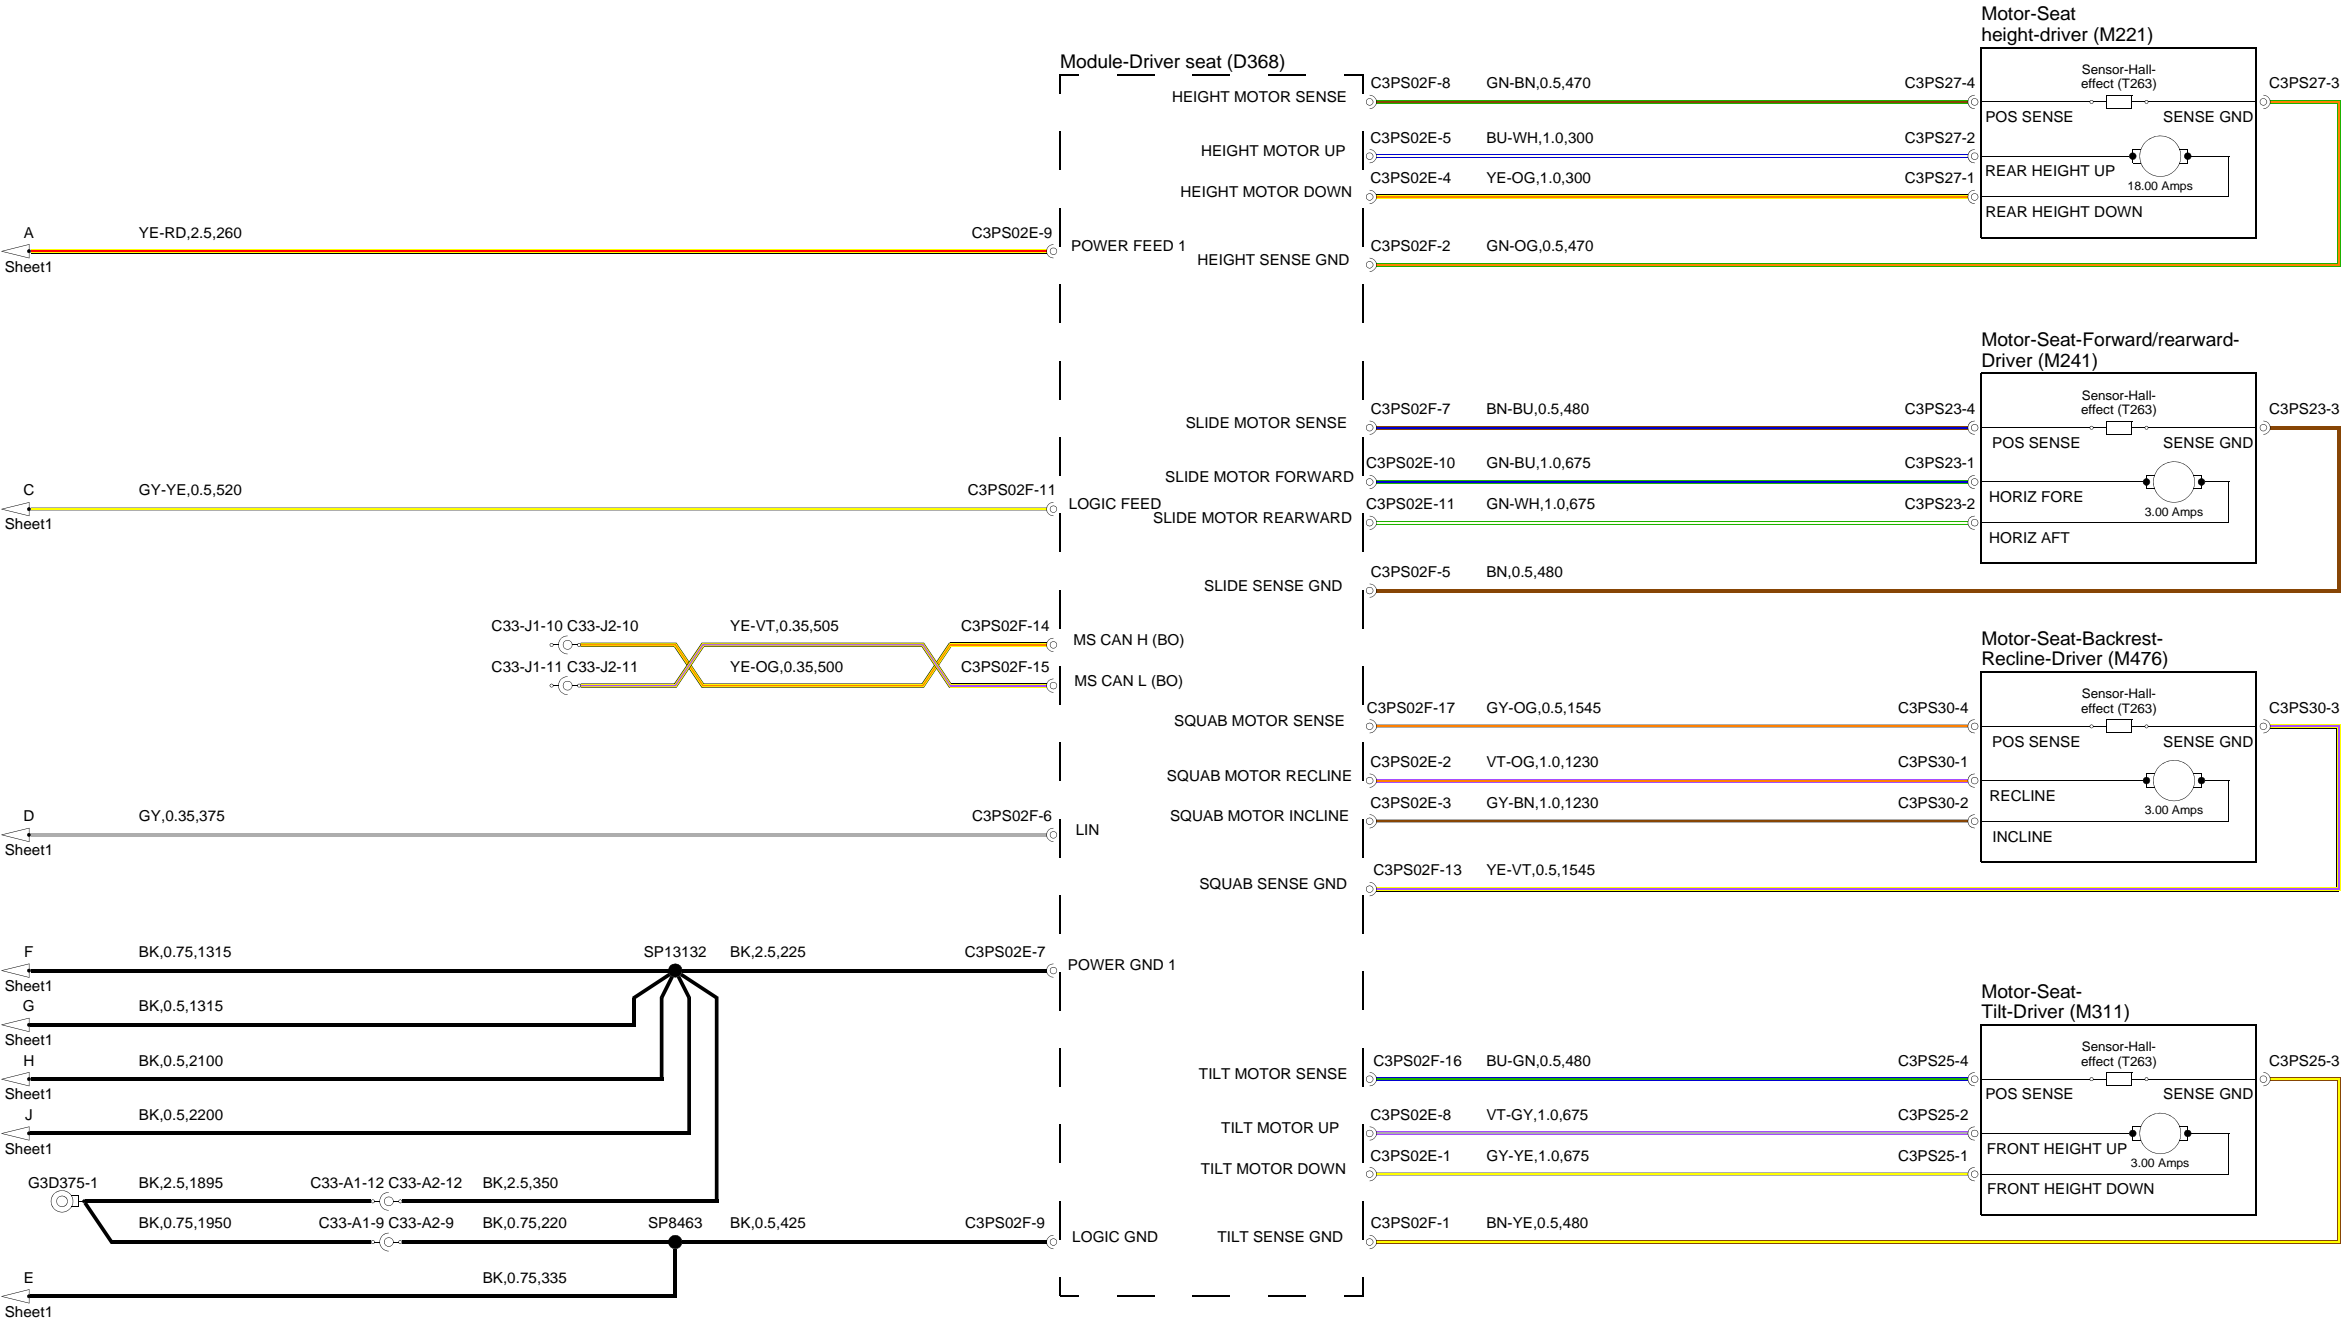 Module-Driver seat (D368)
A
YE-RD,2.5,260
C3PS02E-9
POWER FEED 1
Sheet1
C
GY-YE,0.5,520
C3PS02F-11
LOGIC FEED
Sheet1
C33-J1-10 C33-J2-10
YE-VT,0.35,505
C3PS02F-14
MS CAN H (BO)
C33-J1-11 C33-J2-11
YE-OG,0.35,500
C3PS02F-15
MS CAN L (BO)
D
GY,0.35,375
C3PS02F-6
LIN
Sheet1
F
BK,0.75,1315
SP13132
BK,2.5,225
C3PS02E-7
POWER GND 1
Sheet1
G
BK,0.5,1315
Sheet1
H
BK,0.5,2100
Sheet1
J
BK,0.5,2200
Sheet1
G3D375-1
BK,2.5,1895
C33-A1-12 C33-A2-12
BK,2.5,350
BK,0.75,1950
C33-A1-9 C33-A2-9
BK,0.75,220
SP8463
BK,0.5,425
C3PS02F-9
LOGIC GND
E
BK,0.75,335
Sheet1
HEIGHT MOTOR SENSE
C3PS02F-8
GN-BN,0.5,470
C3PS27-4
HEIGHT MOTOR UP
C3PS02E-5
BU-WH,1.0,300
C3PS27-2
HEIGHT MOTOR DOWN
C3PS02E-4
YE-OG,1.0,300
C3PS27-1
HEIGHT SENSE GND
C3PS02F-2
GN-OG,0.5,470
Motor-Seat
height-driver (M221)
Sensor-Hall-
effect (T263)
C3PS27-3
POS SENSE
SENSE GND
REAR HEIGHT UP
18.00 Amps
REAR HEIGHT DOWN
SLIDE MOTOR SENSE
C3PS02F-7
BN-BU,0.5,480
C3PS23-4
SLIDE MOTOR FORWARD
C3PS02E-10
GN-BU,1.0,675
C3PS23-1
SLIDE MOTOR REARWARD
C3PS02E-11
GN-WH,1.0,675
C3PS23-2
SLIDE SENSE GND
C3PS02F-5
BN,0.5,480
Motor-Seat-Forward/rearward-
Driver (M241)
Sensor-Hall-
effect (T263)
C3PS23-3
POS SENSE
SENSE GND
HORIZ FORE
3.00 Amps
HORIZ AFT
SQUAB MOTOR SENSE
C3PS02F-17
GY-OG,0.5,1545
C3PS30-4
SQUAB MOTOR RECLINE
C3PS02E-2
VT-OG,1.0,1230
C3PS30-1
SQUAB MOTOR INCLINE
C3PS02E-3
GY-BN,1.0,1230
C3PS30-2
SQUAB SENSE GND
C3PS02F-13
YE-VT,0.5,1545
Motor-Seat-Backrest-
Recline-Driver (M476)
Sensor-Hall-
effect (T263)
C3PS30-3
POS SENSE
SENSE GND
RECLINE
3.00 Amps
INCLINE
TILT MOTOR SENSE
C3PS02F-16
BU-GN,0.5,480
C3PS25-4
TILT MOTOR UP
C3PS02E-8
VT-GY,1.0,675
C3PS25-2
TILT MOTOR DOWN
C3PS02E-1
GY-YE,1.0,675
C3PS25-1
TILT SENSE GND
C3PS02F-1
BN-YE,0.5,480
Motor-Seat-
Tilt-Driver (M311)
Sensor-Hall-
effect (T263)
C3PS25-3
POS SENSE
SENSE GND
FRONT HEIGHT UP
3.00 Amps
FRONT HEIGHT DOWN